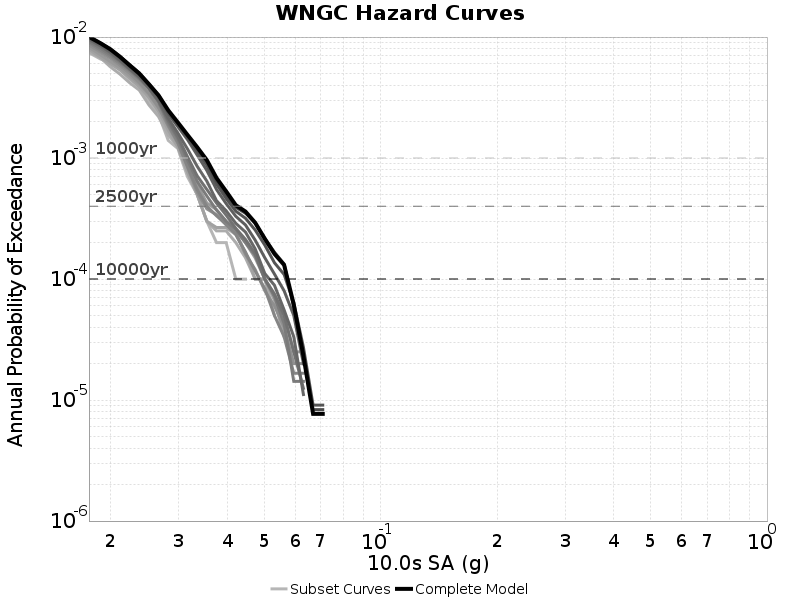 WNGC Hazard Curves
Annual Probability of Exceedance
10-2
10-3
10-4
10-5
10-6
1000yr
2500yr
10000yr
2 3 4 5 6 7 10-1 2 3 4 5 6 7 100
10.0s SA (g)
Subset Curves Complete Model